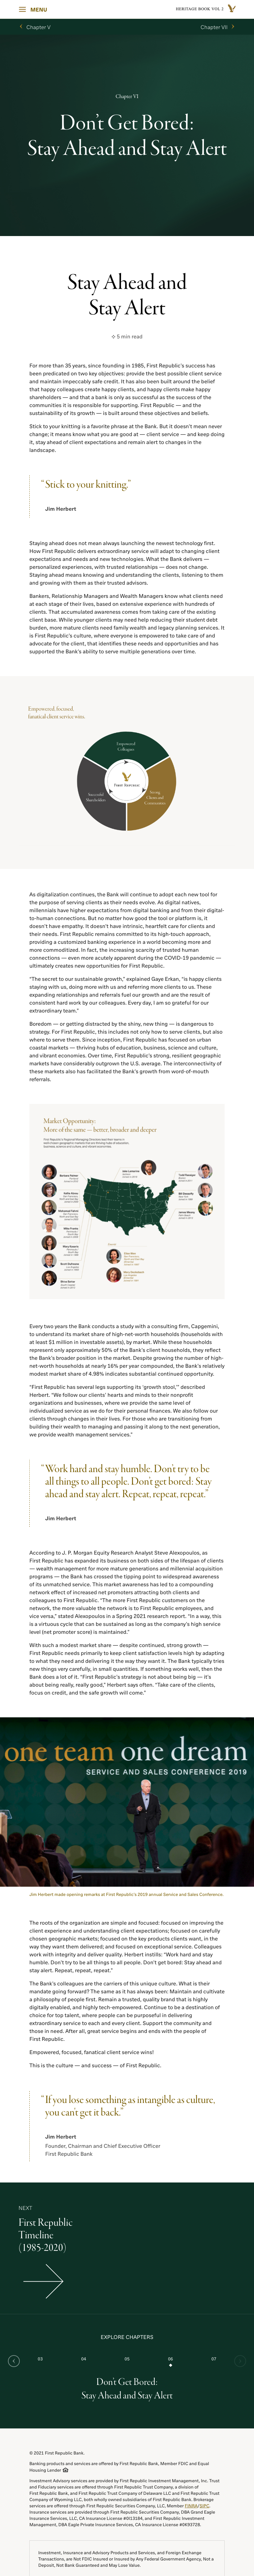 MENU
HERITAGE BOOK VOL 2
Chapter V
Chapter VII
Chapter VI
Don't Get Bored:
Stay Ahead and Stay Alert
Stay Ahead and
Stay Alert
5 min read
For more than 35 years, since founding in 1985, First Republic's success has
been predicated on two key objectives: provide the best possible client service
and maintain impeccably safe credit. It has also been built around the belief
that happy colleagues create happy clients, and happy clients make happy
shareholders — and that a bank is only as successful as the success of the
communities it is responsible for supporting. First Republic — and the
sustainability of its growth — is built around these objectives and beliefs.
Stick to your knitting is a favorite phrase at the Bank. But it doesn't mean never
change; it means know what you are good at — client service — and keep doing
it, stay ahead of client expectations and remain alert to changes in the
landscape.
"Stick to your knitting."
Jim Herbert
Staying ahead does not mean always launching the newest technology first.
How First Republic delivers extraordinary service will adapt to changing client
expectations and needs and new technologies. What the Bank delivers —
personalized experiences, with trusted relationships — does not change.
Staying ahead means knowing and understanding the clients, listening to them
and growing with them as their trusted advisors.
Bankers, Relationship Managers and Wealth Managers know what clients need
at each stage of their lives, based on extensive experience with hundreds of
clients. That accumulated awareness comes from taking care of the existing
client base. While younger clients may need help reducing their student debt
burden, more mature clients need family wealth and legacy planning services. It
is First Republic's culture, where everyone is empowered to take care of and
advocate for the client, that identifies these needs and opportunities and has
supported the Bank's ability to serve multiple generations over time.
Empowered, focused,
fanatical client service wins.
Empowered
Colleagues
Successful
Shareholders
Strong
Clients and
Communities
First Republic
As digitalization continues, the Bank will continue to adopt each new tool for
the purpose of serving clients as their needs evolve. As digital natives,
millennials have higher expectations from digital banking and from their digital-
to-human connections. But no matter how good the tool or platform is, it
doesn't have empathy. It doesn't have intrinsic, heartfelt care for clients and
their needs. First Republic remains committed to its high-touch approach,
providing a customized banking experience in a world becoming more and
more commoditized. In fact, the increasing scarcity of true human
connections — even more acutely apparent during the COVID-19 pandemic —
ultimately creates new opportunities for First Republic.
"The secret to our sustainable growth," explained Gaye Erkan, "is happy clients
staying with us, doing more with us and referring more clients to us. These
deep relationships and referrals fuel our growth and are the result of
consistent hard work by our colleagues. Every day, I am so grateful for our
extraordinary team."
Boredom — or getting distracted by the shiny, new thing — is dangerous to
strategy. For First Republic, this includes not only how to serve clients, but also
where to serve them. Since inception, First Republic has focused on urban
coastal markets — thriving hubs of education, business, science and culture,
and vibrant economies. Over time, First Republic's strong, resilient geographic
markets have considerably outgrown the U.S. average. The interconnectivity of
these markets also has facilitated the Bank's growth from word-of-mouth
referrals.
Market Opportunity:
More of the same — better, broader and deeper
Every two years the Bank conducts a study with a consulting firm, Capgemini,
to understand its market share of high-net-worth households (households with
at least $1 million in investable assets), by market. While these households
represent only approximately 50% of the Bank's total clients, they effectively
reflect the Bank's broader position in the market. Despite growing the number of high-net-
worth households at nearly 16% per year compounded, the Bank's relatively
modest market share of 4.98% indicates substantial continued opportunity.
"First Republic has several legs supporting its 'growth stool,'" described
Herbert. "We follow our clients' hearts and minds to their nonprofit
organizations and businesses, where we provide the same level of
individualized service as we do for their personal finances. We also follow our
clients through changes in their lives. For those who are transitioning from
building their wealth to managing and passing it along to the next generation,
we provide wealth management services."
"Work hard and stay humble. Don't try to be
all things to all people. Don't get bored: Stay
ahead and stay alert. Repeat, repeat, repeat."
Jim Herbert
According to J. P. Morgan Equity Research Analyst Steve Alexopoulos, as
First Republic has expanded its business on both sides of the lifespan of clients
— wealth management for more mature generations and millennial acquisition
programs — the Bank has crossed the tipping point to widespread awareness
of its unmatched service. This market awareness has led to a compounding
network effect of increased net promoters attracting both clients and
colleagues to First Republic. "The more First Republic customers on the
network, the more valuable the network is to First Republic employees, and
vice versa," stated Alexopoulos in a Spring 2021 research report. "In a way, this
is a virtuous cycle that can be sustained as long as the company's high service
level (net promoter score) is maintained."
With such a modest market share — despite continued, strong growth —
First Republic needs primarily to keep client satisfaction levels high by adapting
to what they need and delivering it the way they want it. The Bank typically tries
new things very carefully, in small quantities. If something works well, then the
Bank does a lot of it. "First Republic's strategy is not about being shiny — it's
about being really, really good," Herbert says often. "Take care of the clients,
focus on credit, and the safe growth will come."
one team one dream
SERVICE AND SALES CONFERENCE 2019
Jim Herbert made opening remarks at First Republic's 2019 annual Service and Sales Conference.
The roots of the organization are simple and focused: focused on improving the
client experience and understanding client expectations; focused on carefully
chosen geographic markets; focused on the key products clients want, in the
way they want them delivered; and focused on exceptional service. Colleagues
work with integrity and deliver quality. Herbert instills: "Work hard and stay
humble. Don't try to be all things to all people. Don't get bored: Stay ahead and
stay alert. Repeat, repeat, repeat."
The Bank's colleagues are the carriers of this unique culture. What is their
mandate going forward? The same as it has always been: Maintain and cultivate
a philosophy of people first. Remain a trusted, quality brand that is highly
digitally enabled, and highly tech-empowered. Continue to be a destination of
choice for top talent, where people can be purposeful in delivering
extraordinary service to each and every client. Support the community and
those in need. After all, great service begins and ends with the people of
First Republic.
Empowered, focused, fanatical client service wins!
This is the culture — and success — of First Republic.
"If you lose something as intangible as culture,
you can't get it back."
Jim Herbert
Founder, Chairman and Chief Executive Officer
First Republic Bank
NEXT
First Republic
Timeline
(1985-2020)
EXPLORE CHAPTERS
03
04
05
06
07
Don't Get Bored:
Stay Ahead and Stay Alert
© 2021 First Republic Bank.
Banking products and services are offered by First Republic Bank, Member FDIC and Equal
Housing Lender
Investment Advisory services are provided by First Republic Investment Management, Inc. Trust
and Fiduciary services are offered through First Republic Trust Company, a division of
First Republic Bank, and First Republic Trust Company of Delaware LLC and First Republic Trust
Company of Wyoming LLC, both wholly owned subsidiaries of First Republic Bank. Brokerage
services are offered through First Republic Securities Company, LLC, Member FINRA/SIPC.
Insurance services are provided through First Republic Securities Company, DBA Grand Eagle
Insurance Services, LLC, CA Insurance License #0I13184, and First Republic Investment
Management, DBA Eagle Private Insurance Services, CA Insurance License #0K93728.
Investment, Insurance and Advisory Products and Services, and Foreign Exchange
Transactions, are Not FDIC Insured or Insured by Any Federal Government Agency, Not a
Deposit, Not Bank Guaranteed and May Lose Value.